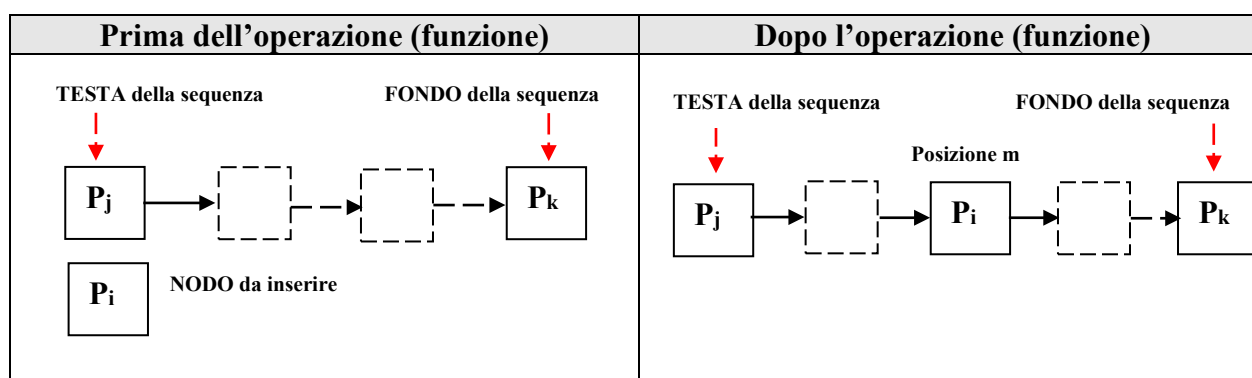 Prima dell’operazione (funzione)
TESTA della sequenza FONDO della sequenza
Pj Pk
Pi NODO da inserire
Dopo l’operazione (funzione)
TESTA della sequenza FONDO della sequenza
Posizione m
Pj Pi Pk